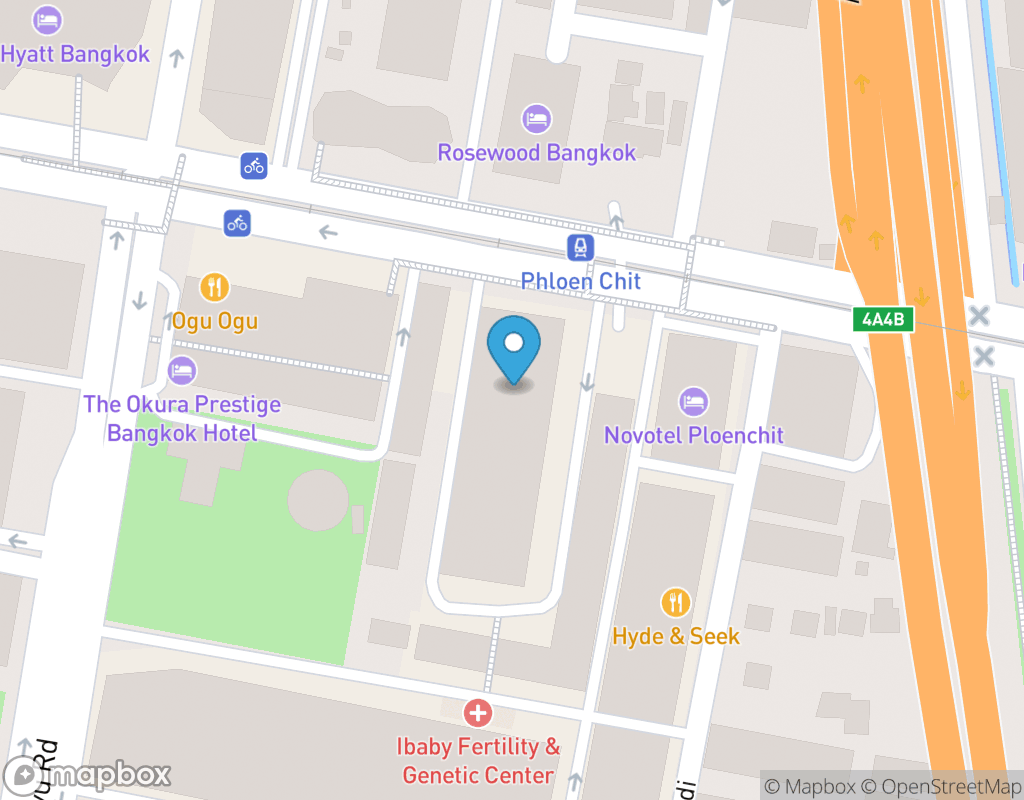 Hyatt Bangkok
Rosewood Bangkok
Phloen Chit
4A4B
Ogu Ogu
The Okura Prestige
Bangkok Hotel
Novotel Ploenchit
Hyde & Seek
Ibaby Fertility &
Genetic Center
Rd
mapbox
© Mapbox © OpenStreetMap